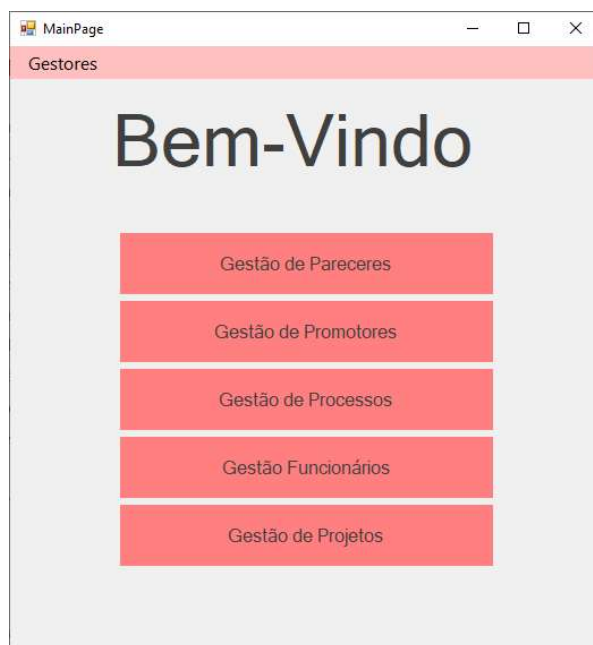 MainPage
Gestores
Bem-Vindo
Gestão de Pareceres
Gestão de Promotores
Gestão de Processos
Gestão Funcionários
Gestão de Projetos